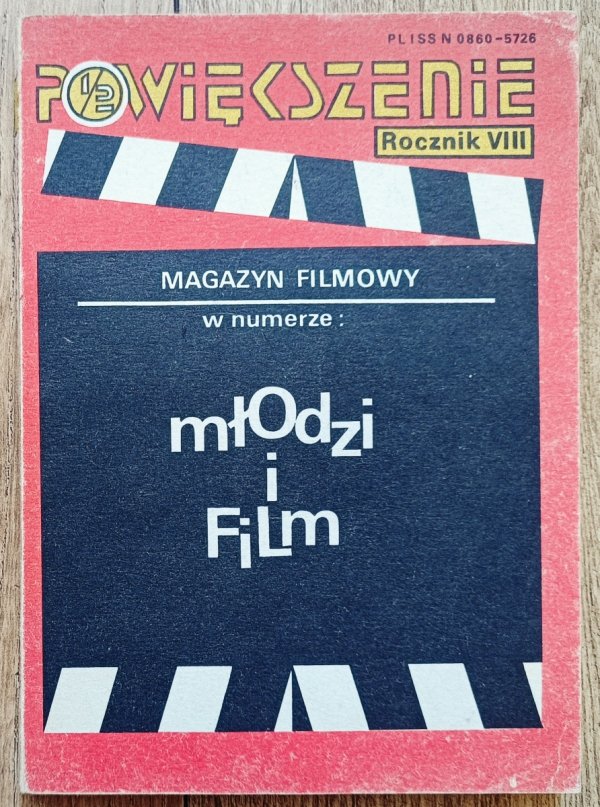 PL ISSN 0860-5726
POWIĘKSZENIE
1/2
Rocznik VIII
MAGAZYN FILMOWY
w numerze:
młOdzi
i
FiLm